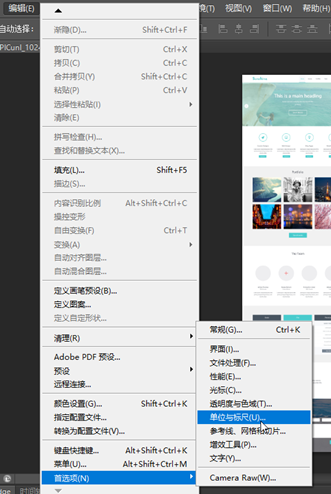 编辑(E)
(T) 视图(V) 窗口(W) 帮助(H)
自动选择:
PICunl_1024
渐隐(D)... Shift+Ctrl+F
剪切(T) Ctrl+X
拷贝(C) Ctrl+C
合并拷贝(Y) Shift+Ctrl+C
粘贴(P) Ctrl+V
选择性粘贴(I)
清除(E)
拼写检查(H)...
查找和替换文本(X)...
填充(L)... Shift+F5
描边(S)...
内容识别比例 Alt+Shift+Ctrl+C
操控变形
自由变换(F) Ctrl+T
变换(A)
自动对齐图层...
自动混合图层...
定义画笔预设(B)...
定义图案...
定义自定形状...
清理(R)
Adobe PDF 预设...
预设
远程连接...
颜色设置(G)... Shift+Ctrl+K
指定配置文件...
转换为配置文件(V)...
键盘快捷键... Alt+Shift+Ctrl+K
菜单(U)... Alt+Shift+Ctrl+M
首选项(N)
常规(G)... Ctrl+K
界面(I)...
文件处理(F)...
性能(E)...
光标(C)...
透明度与色域(T)...
单位与标尺(U)...
参考线、网格和切片...
增效工具(P)...
文字(Y)...
Camera Raw(W)...
This is a main heading
Portfolio